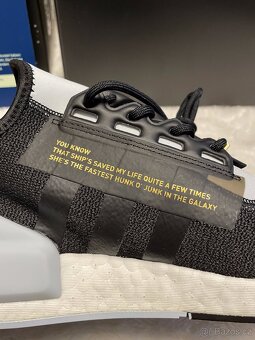 YOU KNOW
THAT SHIP'S SAVED MY LIFE QUITE A FEW TIMES
SHE'S THE FASTEST HUNK O' JUNK IN THE GALAXY